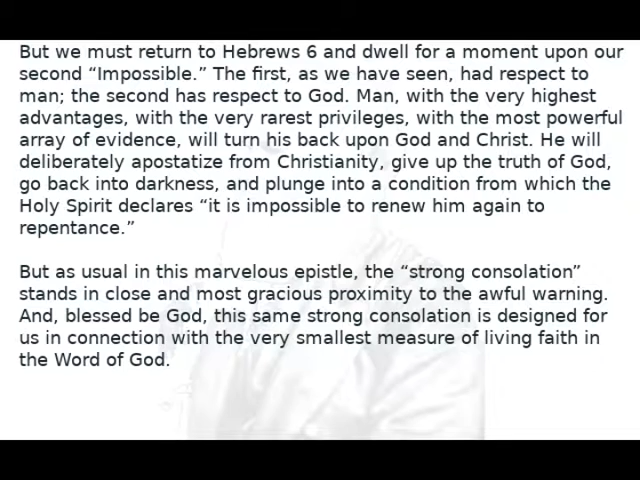 But we must return to Hebrews 6 and dwell for a moment upon our
second “Impossible.” The first, as we have seen, had respect to
man; the second has respect to God. Man, with the very highest
advantages, with the very rarest privileges, with the most powerful
array of evidence, will turn his back upon God and Christ. He will
deliberately apostatize from Christianity, give up the truth of God,
go back into darkness, and plunge into a condition from which the
Holy Spirit declares “it is impossible to renew him again to
repentance.”
But as usual in this marvelous epistle, the “strong consolation”
stands in close and most gracious proximity to the awful warning.
And, blessed be God, this same strong consolation is designed for
us in connection with the very smallest measure of living faith in
the Word of God.